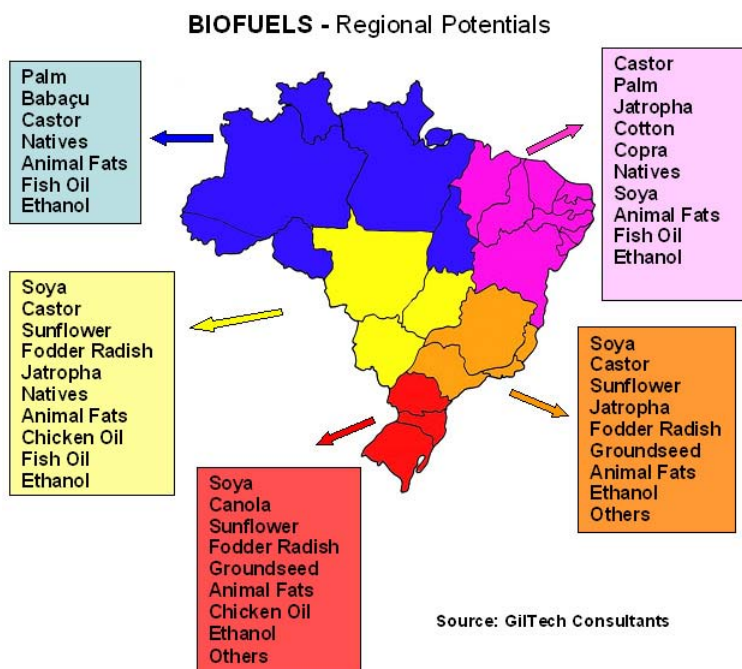 BIOFUELS - Regional Potentials
Palm
Babaçu
Castor
Natives
Animal Fats
Fish Oil
Ethanol
Castor
Palm
Jatropha
Cotton
Copra
Natives
Soya
Animal Fats
Fish Oil
Ethanol
Soya
Castor
Sunflower
Fodder Radish
Jatropha
Natives
Animal Fats
Chicken Oil
Fish Oil
Ethanol
Soya
Castor
Sunflower
Jatropha
Fodder Radish
Groundseed
Animal Fats
Ethanol
Others
Soya
Canola
Sunflower
Fodder Radish
Groundseed
Animal Fats
Chicken Oil
Ethanol
Others
Source: GilTech Consultants